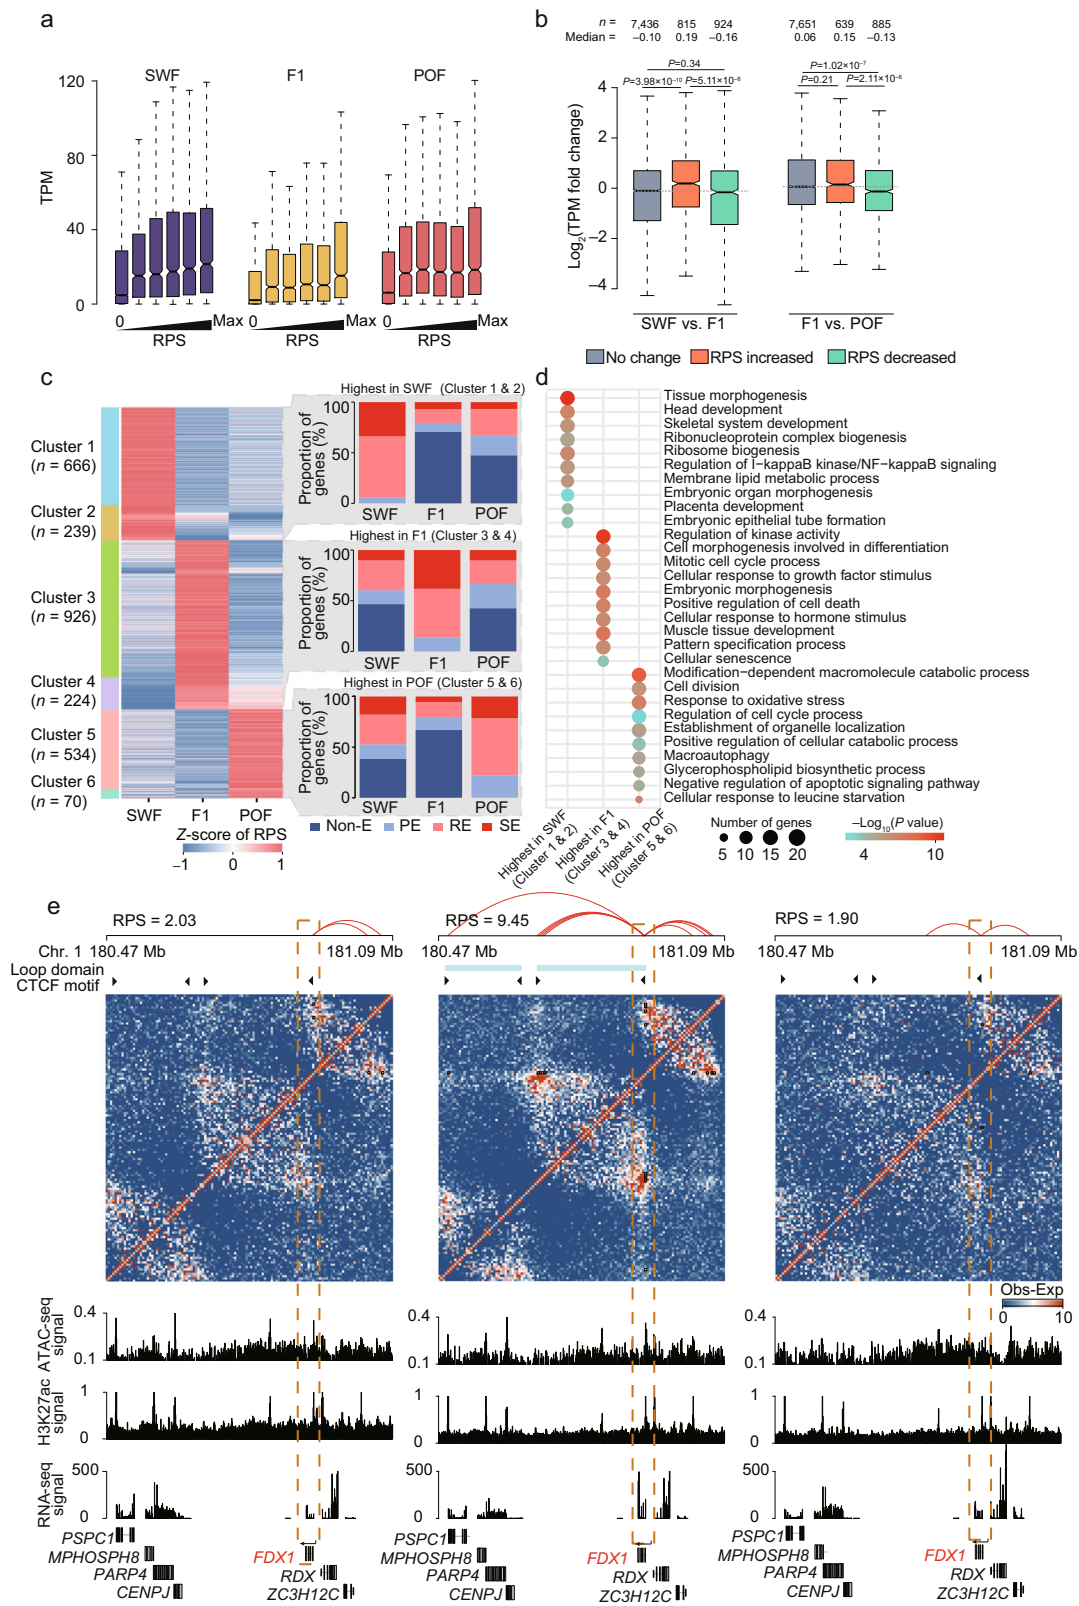 a
SWF F1 POF
TPM
120
80
40
0
0 Max 0 Max 0 Max
RPS RPS RPS
b
n = 7,436 815 924 7,651 639 885
Median = –0.10 0.19 –0.16 0.06 0.15 –0.13
P=0.34 P=1.02×10⁻⁷
P=3.98×10⁻¹⁰ P=5.11×10⁻⁸ P=0.21 P=2.11×10⁻⁶
Log₂(TPM fold change)
4
2
0
–2
–4
SWF vs. F1 F1 vs. POF
No change RPS increased RPS decreased
c
Cluster 1
(n = 666)
Cluster 2
(n = 239)
Cluster 3
(n = 926)
Cluster 4
(n = 224)
Cluster 5
(n = 534)
Cluster 6
(n = 70)
SWF F1 POF
Z-score of RPS
–1 0 1
Highest in SWF (Cluster 1 & 2)
Proportion of genes (%)
100
50
0
SWF F1 POF
Highest in F1 (Cluster 3 & 4)
Proportion of genes (%)
100
50
0
SWF F1 POF
Highest in POF (Cluster 5 & 6)
Proportion of genes (%)
100
50
0
SWF F1 POF
Non-E PE RE SE
d
Tissue morphogenesis
Head development
Skeletal system development
Ribonucleoprotein complex biogenesis
Ribosome biogenesis
Regulation of I−kappaB kinase/NF−kappaB signaling
Membrane lipid metabolic process
Embryonic organ morphogenesis
Placenta development
Embryonic epithelial tube formation
Regulation of kinase activity
Cell morphogenesis involved in differentiation
Mitotic cell cycle process
Cellular response to growth factor stimulus
Embryonic morphogenesis
Positive regulation of cell death
Cellular response to hormone stimulus
Muscle tissue development
Pattern specification process
Cellular senescence
Modification−dependent macromolecule catabolic process
Cell division
Response to oxidative stress
Regulation of cell cycle process
Establishment of organelle localization
Positive regulation of cellular catabolic process
Macroautophagy
Glycerophospholipid biosynthetic process
Negative regulation of apoptotic signaling pathway
Cellular response to leucine starvation
Highest in SWF (Cluster 1 & 2)
Highest in F1 (Cluster 3 & 4)
Highest in POF (Cluster 5 & 6)
Number of genes
5 10 15 20
–Log₁₀(P value)
4 10
e
RPS = 2.03 RPS = 9.45 RPS = 1.90
Chr. 1 180.47 Mb 181.09 Mb 180.47 Mb 181.09 Mb 180.47 Mb 181.09 Mb
Loop domain
CTCF motif
Obs-Exp
0 10
ATAC-seq signal
0.4 0.4 0.4
0.1 0.1 0.1
H3K27ac signal
1 1 1
0 0 0
RNA-seq signal
500 500 500
0 0 0
PSPC1 PSPC1 PSPC1
MPHOSPH8 FDX1 MPHOSPH8 FDX1 MPHOSPH8 FDX1
PARP4 RDX PARP4 RDX PARP4 RDX
CENPJ ZC3H12C CENPJ ZC3H12C CENPJ ZC3H12C